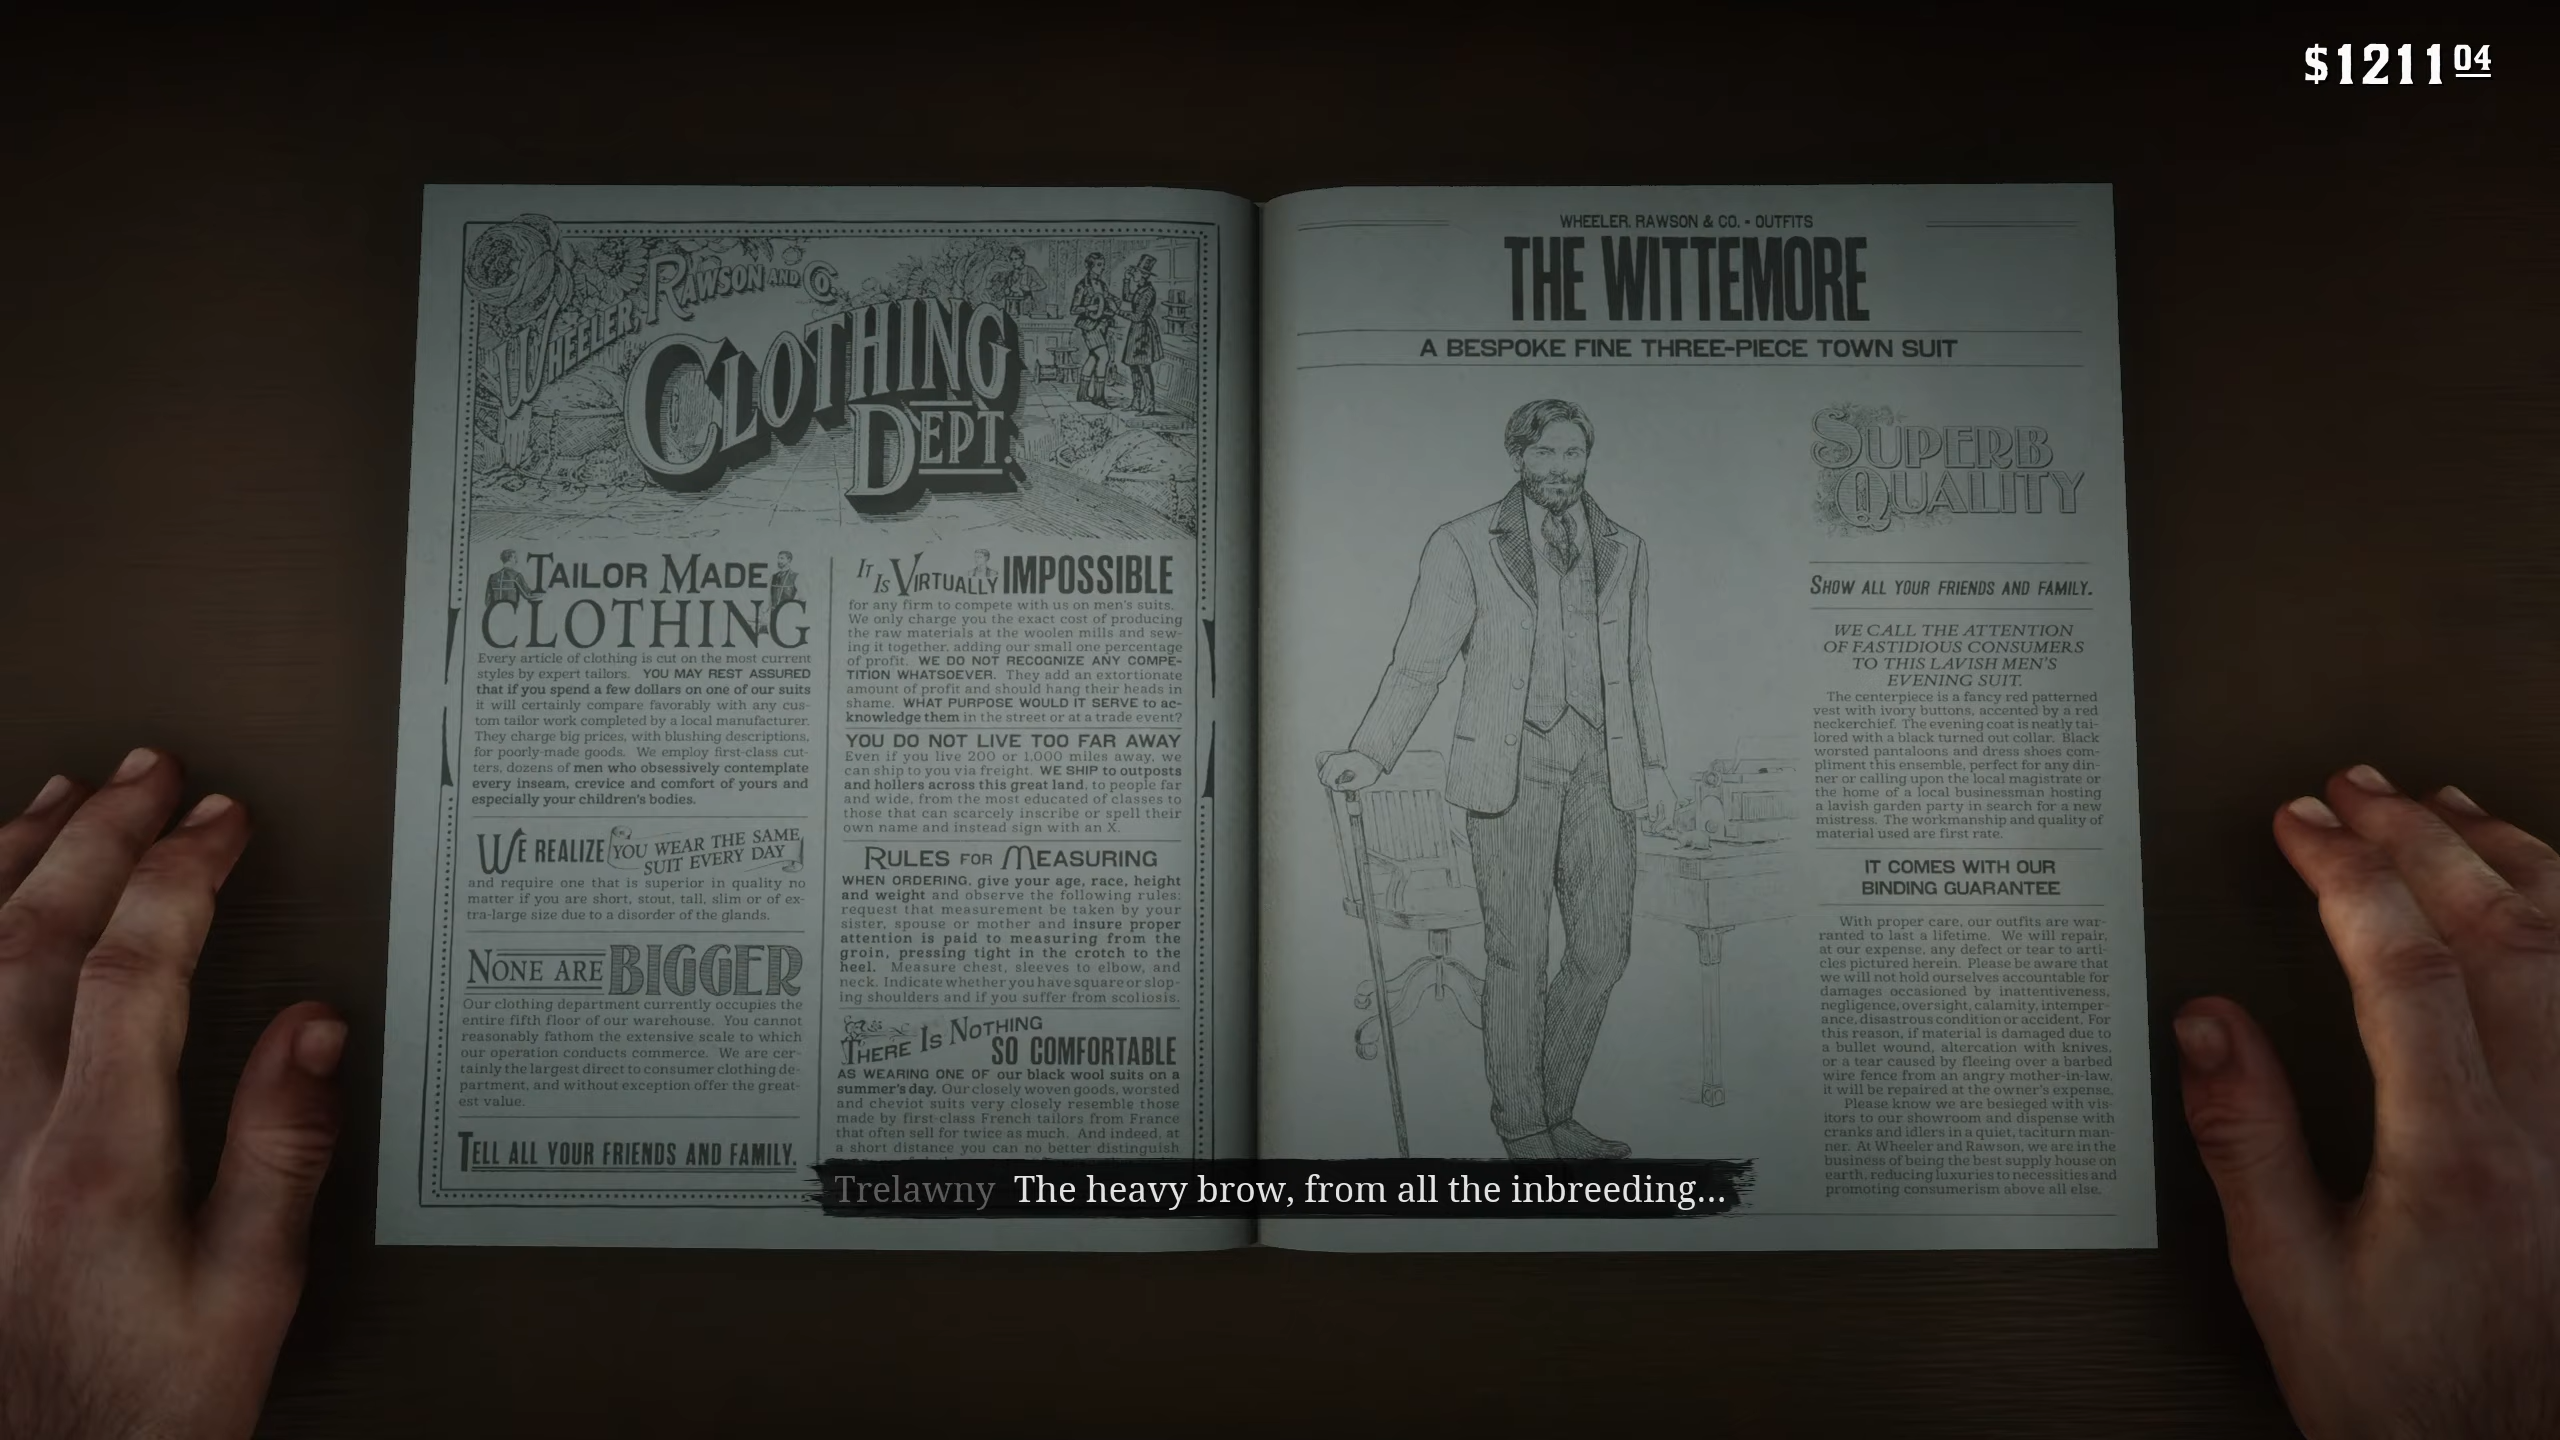 $1211 04
WHEELER, RAWSON AND CO.
CLOTHING
DEPT.
TAILOR MADE
CLOTHING
Every article of clothing is cut on the most current
styles by expert tailors. YOU MAY REST ASSURED
that if you spend a few dollars on one of our suits
it will certainly compare favorably with any cus-
tom tailor work completed by a local manufacturer.
They charge big prices, with blushing descriptions,
for poorly-made goods. We employ first-class cut-
ters, dozens of men who obsessively contemplate
every inseam, crevice and comfort of yours and
especially your children's bodies.
WE REALIZE YOU WEAR THE SAME
SUIT EVERY DAY
and require one that is superior in quality no
matter if you are short, stout, tall, slim or of ex-
tra-large size due to a disorder of the glands.
NONE ARE BIGGER
Our clothing department currently occupies the
entire fifth floor of our warehouse. You cannot
reasonably fathom the extensive scale to which
our operation conducts commerce. We are cer-
tainly the largest direct to consumer clothing de-
partment, and without exception offer the great-
est value.
TELL ALL YOUR FRIENDS AND FAMILY.
IT IS VIRTUALLY IMPOSSIBLE
for any firm to compete with us on men's suits.
We only charge you the exact cost of producing
the raw materials at the woolen mills and sew-
ing it together, adding our small one percentage
of profit. WE DO NOT RECOGNIZE ANY COMPE-
TITION WHATSOEVER. They add an extortionate
amount of profit and should hang their heads in
shame. WHAT PURPOSE WOULD IT SERVE to ac-
knowledge them in the street or at a trade event?
YOU DO NOT LIVE TOO FAR AWAY
Even if you live 200 or 1,000 miles away, we
can ship to you via freight. WE SHIP to outposts
and hollers across this great land, to people far
and wide, from the most educated of classes to
those that can scarcely inscribe or spell their
own name and instead sign with an X.
RULES FOR MEASURING
WHEN ORDERING, give your age, race, height
and weight and observe the following rules:
request that measurement be taken by your
sister, spouse or mother and insure proper
attention is paid to measuring from the
groin, pressing tight in the crotch to the
heel. Measure chest, sleeves to elbow, and
neck. Indicate whether you have square or slop-
ing shoulders and if you suffer from scoliosis.
THERE IS NOTHING
SO COMFORTABLE
AS WEARING ONE OF our black wool suits on a
summer's day. Our closely woven goods, worsted
and cheviot suits very closely resemble those
made by first-class French tailors from France
that often sell for twice as much. And indeed, at
a short distance you can no better distinguish
WHEELER, RAWSON & CO. • OUTFITS
THE WITTEMORE
A BESPOKE FINE THREE-PIECE TOWN SUIT
SUPERB
QUALITY
SHOW ALL YOUR FRIENDS AND FAMILY.
WE CALL THE ATTENTION
OF FASTIDIOUS CONSUMERS
TO THIS LAVISH MEN'S
EVENING SUIT.
The centerpiece is a fancy red patterned
vest with ivory buttons, accented by a red
neckerchief. The evening coat is neatly tai-
lored with a black turned out collar. Black
worsted pantaloons and dress shoes com-
pliment this ensemble, perfect for any din-
ner or calling upon the local magistrate or
the home of a local businessman hosting
a lavish garden party in search for a new
mistress. The workmanship and quality of
material used are first rate.
IT COMES WITH OUR
BINDING GUARANTEE
With proper care, our outfits are war-
ranted to last a lifetime. We will repair,
at our expense, any defect or tear to arti-
cles pictured herein. Please be aware that
we will not hold ourselves accountable for
damages occasioned by inattentiveness,
negligence, oversight, calamity, intemper-
ance, disastrous condition or accident. For
this reason, if material is damaged due to
a bullet wound, altercation with knives,
or a tear caused by fleeing over a barbed
wire fence from an angry mother-in-law,
it will be repaired at the owner's expense.
Please know we are besieged with vis-
itors to our showroom and dispense with
cranks and idlers in a quiet, taciturn man-
ner. At Wheeler and Rawson, we are in the
business of being the best supply house on
earth, reducing luxuries to necessities and
promoting consumerism above all else.
Trelawny The heavy brow, from all the inbreeding...